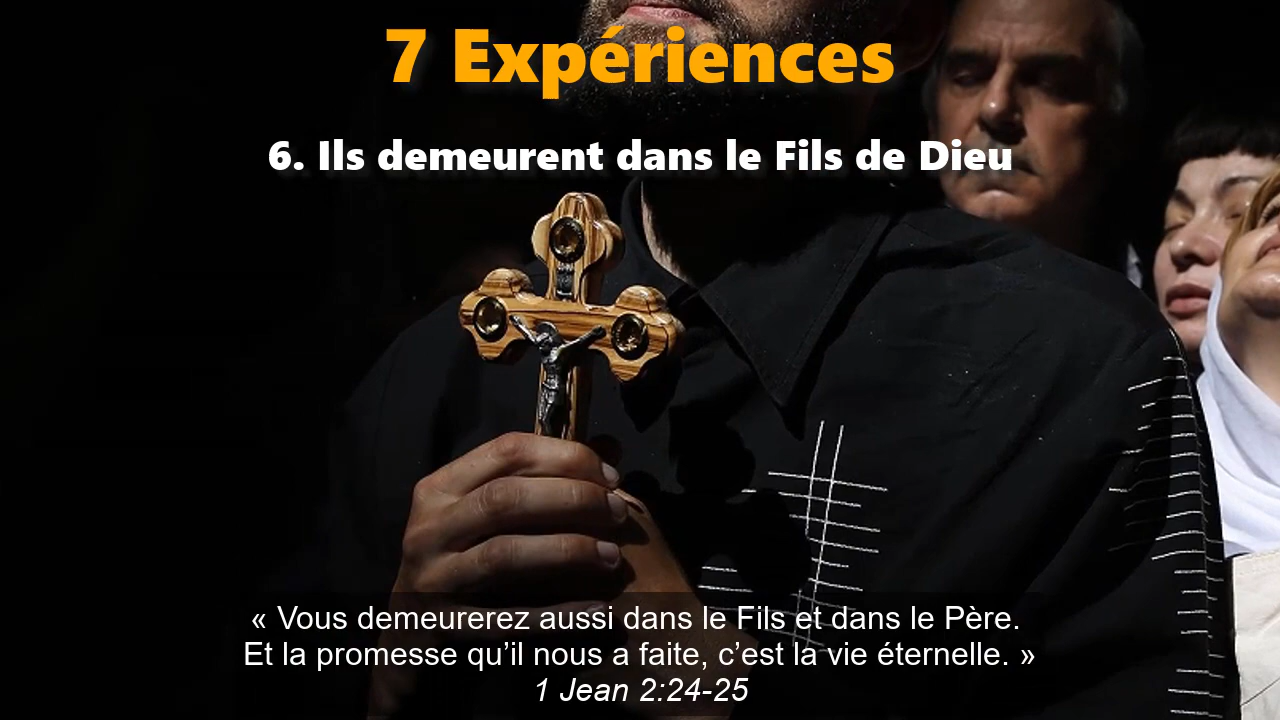 7 Expériences
6. Ils demeurent dans le Fils de Dieu
« Vous demeurerez aussi dans le Fils et dans le Père.
Et la promesse qu’il nous a faite, c’est la vie éternelle. »
1 Jean 2:24-25